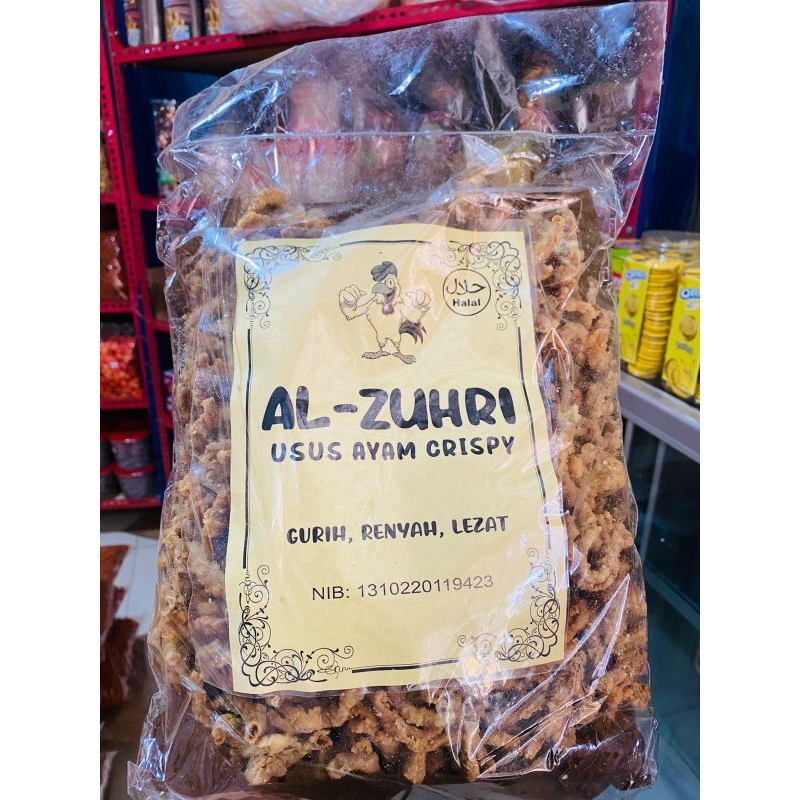 حلال
Halal
AL-ZUHRI
USUS AYAM CRISPY
GURIH, RENYAH, LEZAT
NIB: 1310220119423